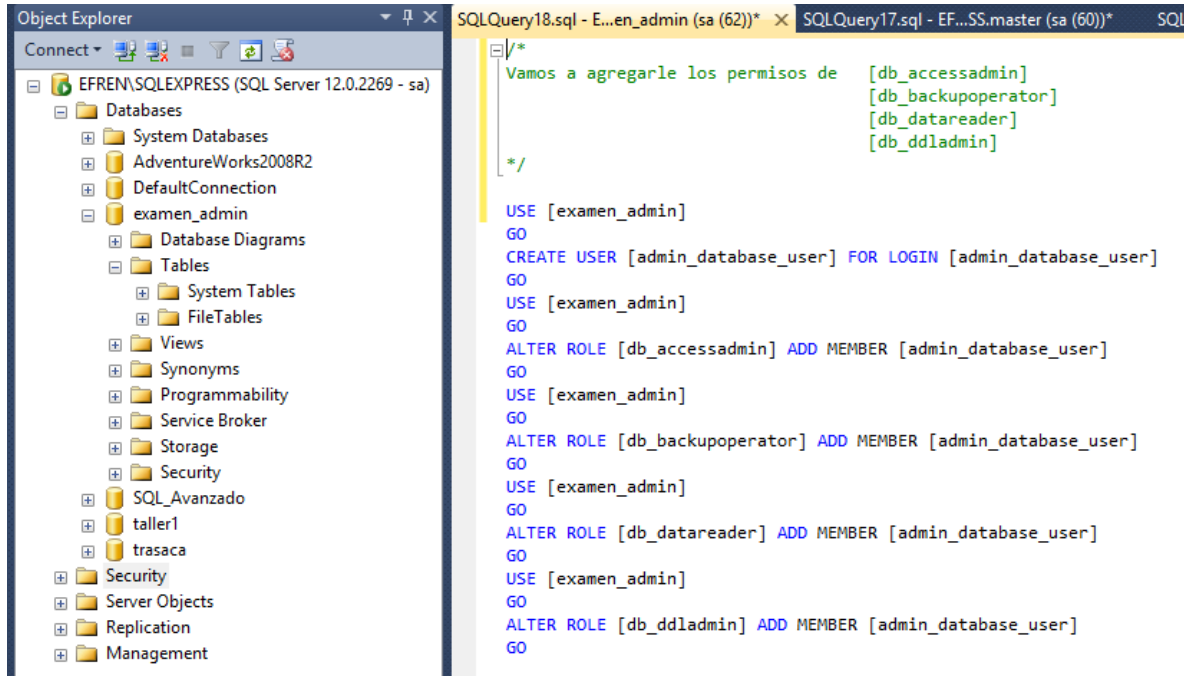 Object Explorer
Connect
EFREN\SQLEXPRESS (SQL Server 12.0.2269 - sa)
Databases
System Databases
AdventureWorks2008R2
DefaultConnection
examen_admin
Database Diagrams
Tables
System Tables
FileTables
Views
Synonyms
Programmability
Service Broker
Storage
Security
SQL_Avanzado
taller1
trasaca
Security
Server Objects
Replication
Management
SQLQuery18.sql - E...en_admin (sa (62))*
SQLQuery17.sql - EF...SS.master (sa (60))*
SQL
/*
Vamos a agregarle los permisos de [db_accessadmin]
[db_backupoperator]
[db_datareader]
[db_ddladmin]
*/
USE [examen_admin]
GO
CREATE USER [admin_database_user] FOR LOGIN [admin_database_user]
GO
USE [examen_admin]
GO
ALTER ROLE [db_accessadmin] ADD MEMBER [admin_database_user]
GO
USE [examen_admin]
GO
ALTER ROLE [db_backupoperator] ADD MEMBER [admin_database_user]
GO
USE [examen_admin]
GO
ALTER ROLE [db_datareader] ADD MEMBER [admin_database_user]
GO
USE [examen_admin]
GO
ALTER ROLE [db_ddladmin] ADD MEMBER [admin_database_user]
GO